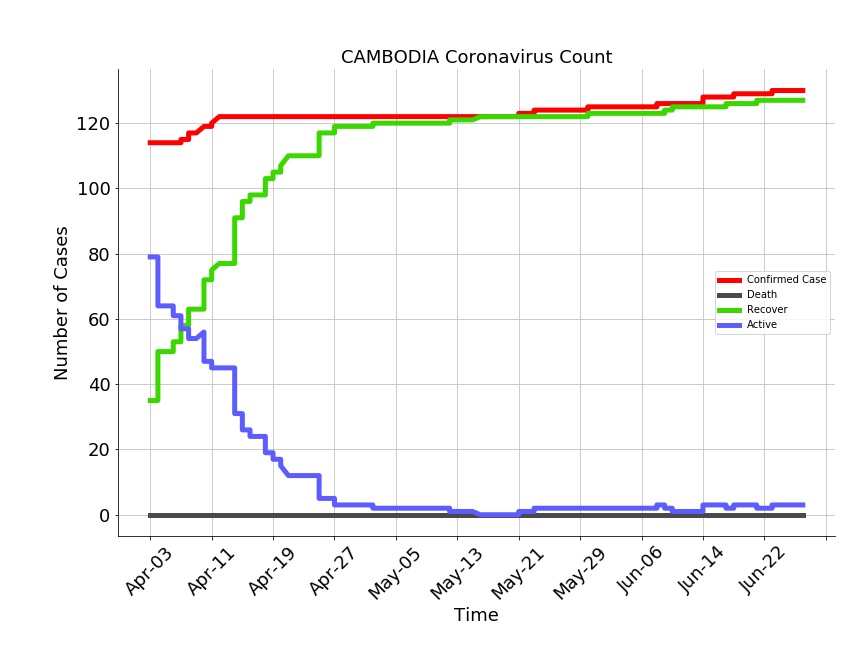 CAMBODIA Coronavirus Count
Number of Cases
120
100
80
60
40
20
0
Confirmed Case
Death
Recover
Active
Apr-03
Apr-11
Apr-19
Apr-27
May-05
May-13
May-21
May-29
Jun-06
Jun-14
Jun-22
Time